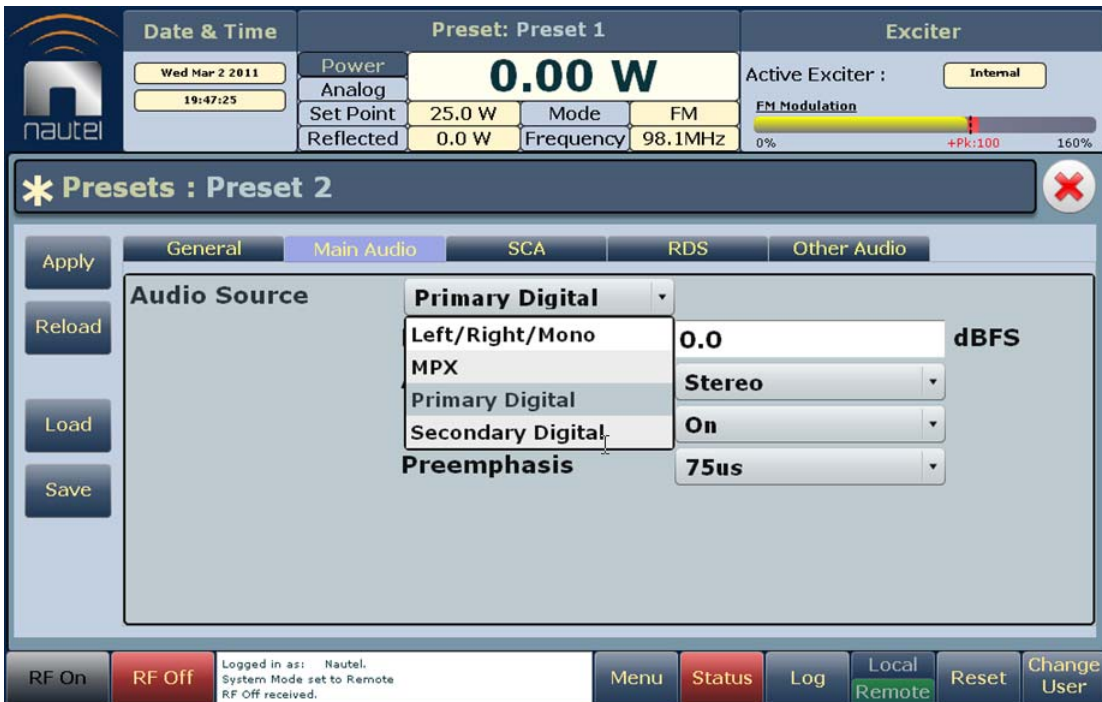 Date & Time
Preset: Preset 1
Exciter
Wed Mar 2 2011
19:47:25
Power
Analog
0.00 W
Set Point
25.0 W
Mode
FM
Reflected
0.0 W
Frequency
98.1MHz
Active Exciter :
Internal
FM Modulation
0%
+Pk:100
160%
nautel
Presets : Preset 2
Apply
Reload
Load
Save
General
Main Audio
SCA
RDS
Other Audio
Audio Source
Primary Digital
Left/Right/Mono
MPX
Primary Digital
Secondary Digital
0.0
dBFS
Stereo
On
Preemphasis
75us
RF On
RF Off
Logged in as: Nautel.
System Mode set to Remote
RF Off received.
Menu
Status
Log
Local
Remote
Reset
Change
User